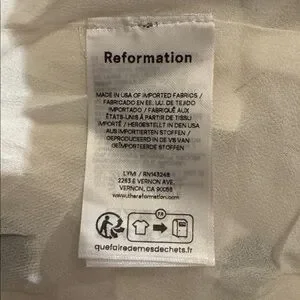 Reformation
MADE IN USA OF IMPORTED FABRICS /
FABRICADO EN EE. UU. DE TEJIDO
IMPORTADO / FABRIQUÉ AUX
ÉTATS-UNIS À PARTIR DE TISSU
IMPORTÉ / HERGESTELLT IN DEN USA
AUS IMPORTIERTEN STOFFEN /
GEPRODUCEERD IN DE VS VAN
GEÏMPORTEERDE STOFFEN
LYMI / RN143248
2263 E VERNON AVE.
VERNON, CA 90058
www.thereformation.com
FR
quefairedemesdechets.fr